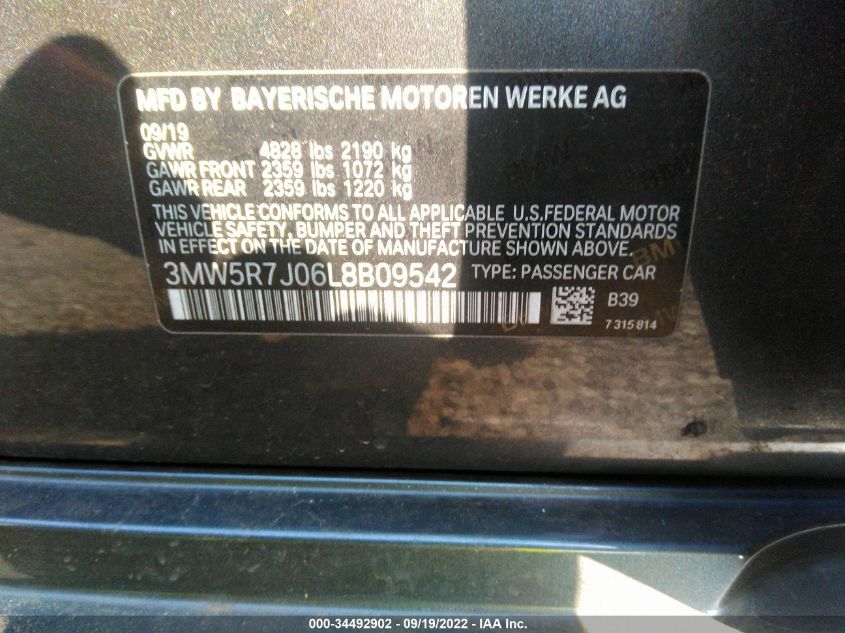 MFD BY BAYERISCHE MOTOREN WERKE AG
09/19
GVWR 4828 lbs 2190 kg
GAWR FRONT 2359 lbs 1072 kg
GAWR REAR 2359 lbs 1220 kg
THIS VEHICLE CONFORMS TO ALL APPLICABLE U.S.FEDERAL MOTOR
VEHICLE SAFETY, BUMPER AND THEFT PREVENTION STANDARDS
IN EFFECT ON THE DATE OF MANUFACTURE SHOWN ABOVE.
3MW5R7J06L8B09542 TYPE: PASSENGER CAR
B39
7315814
000-34492902 - 09/19/2022 - IAA Inc.